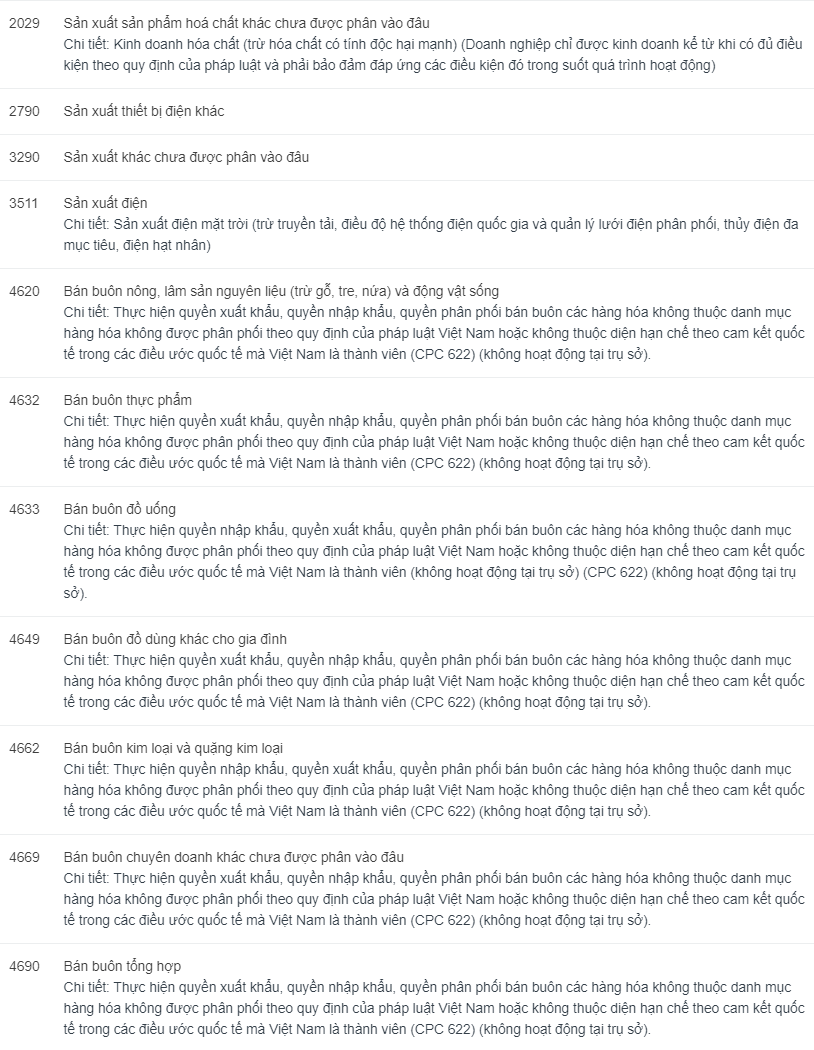 2029 Sản xuất sản phẩm hoá chất khác chưa được phân vào đâu
Chi tiết: Kinh doanh hóa chất (trừ hóa chất có tính độc hại mạnh) (Doanh nghiệp chỉ được kinh doanh kể từ khi có đủ điều
kiện theo quy định của pháp luật và phải bảo đảm đáp ứng các điều kiện đó trong suốt quá trình hoạt động)
2790 Sản xuất thiết bị điện khác
3290 Sản xuất khác chưa được phân vào đâu
3511 Sản xuất điện
Chi tiết: Sản xuất điện mặt trời (trừ truyền tải, điều độ hệ thống điện quốc gia và quản lý lưới điện phân phối, thủy điện đa
mục tiêu, điện hạt nhân)
4620 Bán buôn nông, lâm sản nguyên liệu (trừ gỗ, tre, nứa) và động vật sống
Chi tiết: Thực hiện quyền xuất khẩu, quyền nhập khẩu, quyền phân phối bán buôn các hàng hóa không thuộc danh mục
hàng hóa không được phân phối theo quy định của pháp luật Việt Nam hoặc không thuộc diện hạn chế theo cam kết quốc
tế trong các điều ước quốc tế mà Việt Nam là thành viên (CPC 622) (không hoạt động tại trụ sở).
4632 Bán buôn thực phẩm
Chi tiết: Thực hiện quyền xuất khẩu, quyền nhập khẩu, quyền phân phối bán buôn các hàng hóa không thuộc danh mục
hàng hóa không được phân phối theo quy định của pháp luật Việt Nam hoặc không thuộc diện hạn chế theo cam kết quốc
tế trong các điều ước quốc tế mà Việt Nam là thành viên (CPC 622) (không hoạt động tại trụ sở).
4633 Bán buôn đồ uống
Chi tiết: Thực hiện quyền nhập khẩu, quyền xuất khẩu, quyền phân phối bán buôn các hàng hóa không thuộc danh mục
hàng hóa không được phân phối theo quy định của pháp luật Việt Nam hoặc không thuộc diện hạn chế theo cam kết quốc
tế trong các điều ước quốc tế mà Việt Nam là thành viên (không hoạt động tại trụ sở) (CPC 622) (không hoạt động tại trụ
sở).
4649 Bán buôn đồ dùng khác cho gia đình
Chi tiết: Thực hiện quyền xuất khẩu, quyền nhập khẩu, quyền phân phối bán buôn các hàng hóa không thuộc danh mục
hàng hóa không được phân phối theo quy định của pháp luật Việt Nam hoặc không thuộc diện hạn chế theo cam kết quốc
tế trong các điều ước quốc tế mà Việt Nam là thành viên (CPC 622) (không hoạt động tại trụ sở).
4662 Bán buôn kim loại và quặng kim loại
Chi tiết: Thực hiện quyền nhập khẩu, quyền xuất khẩu, quyền phân phối bán buôn các hàng hóa không thuộc danh mục
hàng hóa không được phân phối theo quy định của pháp luật Việt Nam hoặc không thuộc diện hạn chế theo cam kết quốc
tế trong các điều ước quốc tế mà Việt Nam là thành viên (CPC 622) (không hoạt động tại trụ sở).
4669 Bán buôn chuyên doanh khác chưa được phân vào đâu
Chi tiết: Thực hiện quyền xuất khẩu, quyền nhập khẩu, quyền phân phối bán buôn các hàng hóa không thuộc danh mục
hàng hóa không được phân phối theo quy định của pháp luật Việt Nam hoặc không thuộc diện hạn chế theo cam kết quốc
tế trong các điều ước quốc tế mà Việt Nam là thành viên (CPC 622) (không hoạt động tại trụ sở).
4690 Bán buôn tổng hợp
Chi tiết: Thực hiện quyền xuất khẩu, quyền nhập khẩu, quyền phân phối bán buôn các hàng hóa không thuộc danh mục
hàng hóa không được phân phối theo quy định của pháp luật Việt Nam hoặc không thuộc diện hạn chế theo cam kết quốc
tế trong các điều ước quốc tế mà Việt Nam là thành viên (CPC 622) (không hoạt động tại trụ sở).